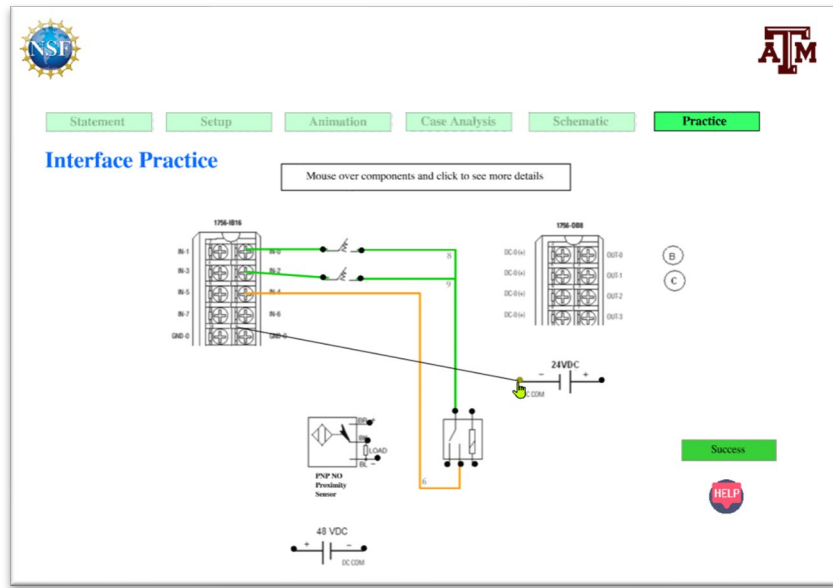 NSF
ATM
Statement
Setup
Animation
Case Analysis
Schematic
Practice
Interface Practice
Mouse over components and click to see more details
1756-IB16
1756-OB8
IN-1
IN-0
8
DC-0(+)
OUT-0
B
IN-3
IN-2
9
DC-0(+)
OUT-1
C
IN-5
IN-4
DC-0(+)
OUT-2
IN-7
IN-6
DC-0(+)
OUT-3
GND-0
GND-0
24VDC
− +
DC COM
BR +
LOAD
BL −
PNP NO
Proximity
Sensor
6
Success
HELP
48 VDC
+ −
DC COM